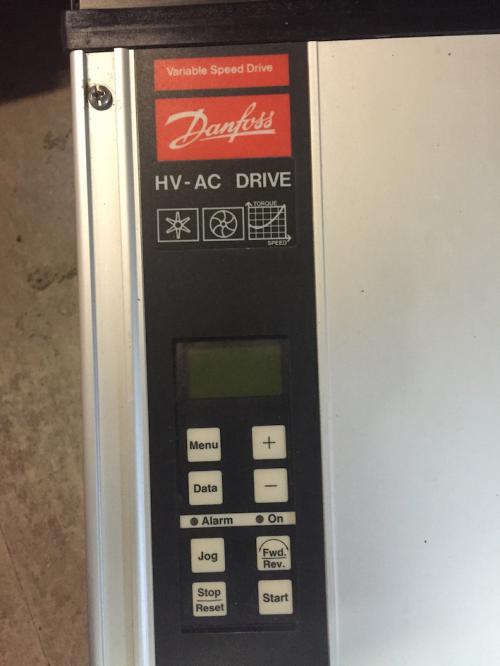 Variable Speed Drive
Danfoss
HV-AC DRIVE
TORQUE
SPEED
Menu
+
Data
−
Alarm
On
Jog
Fwd.
Rev.
Stop
Reset
Start